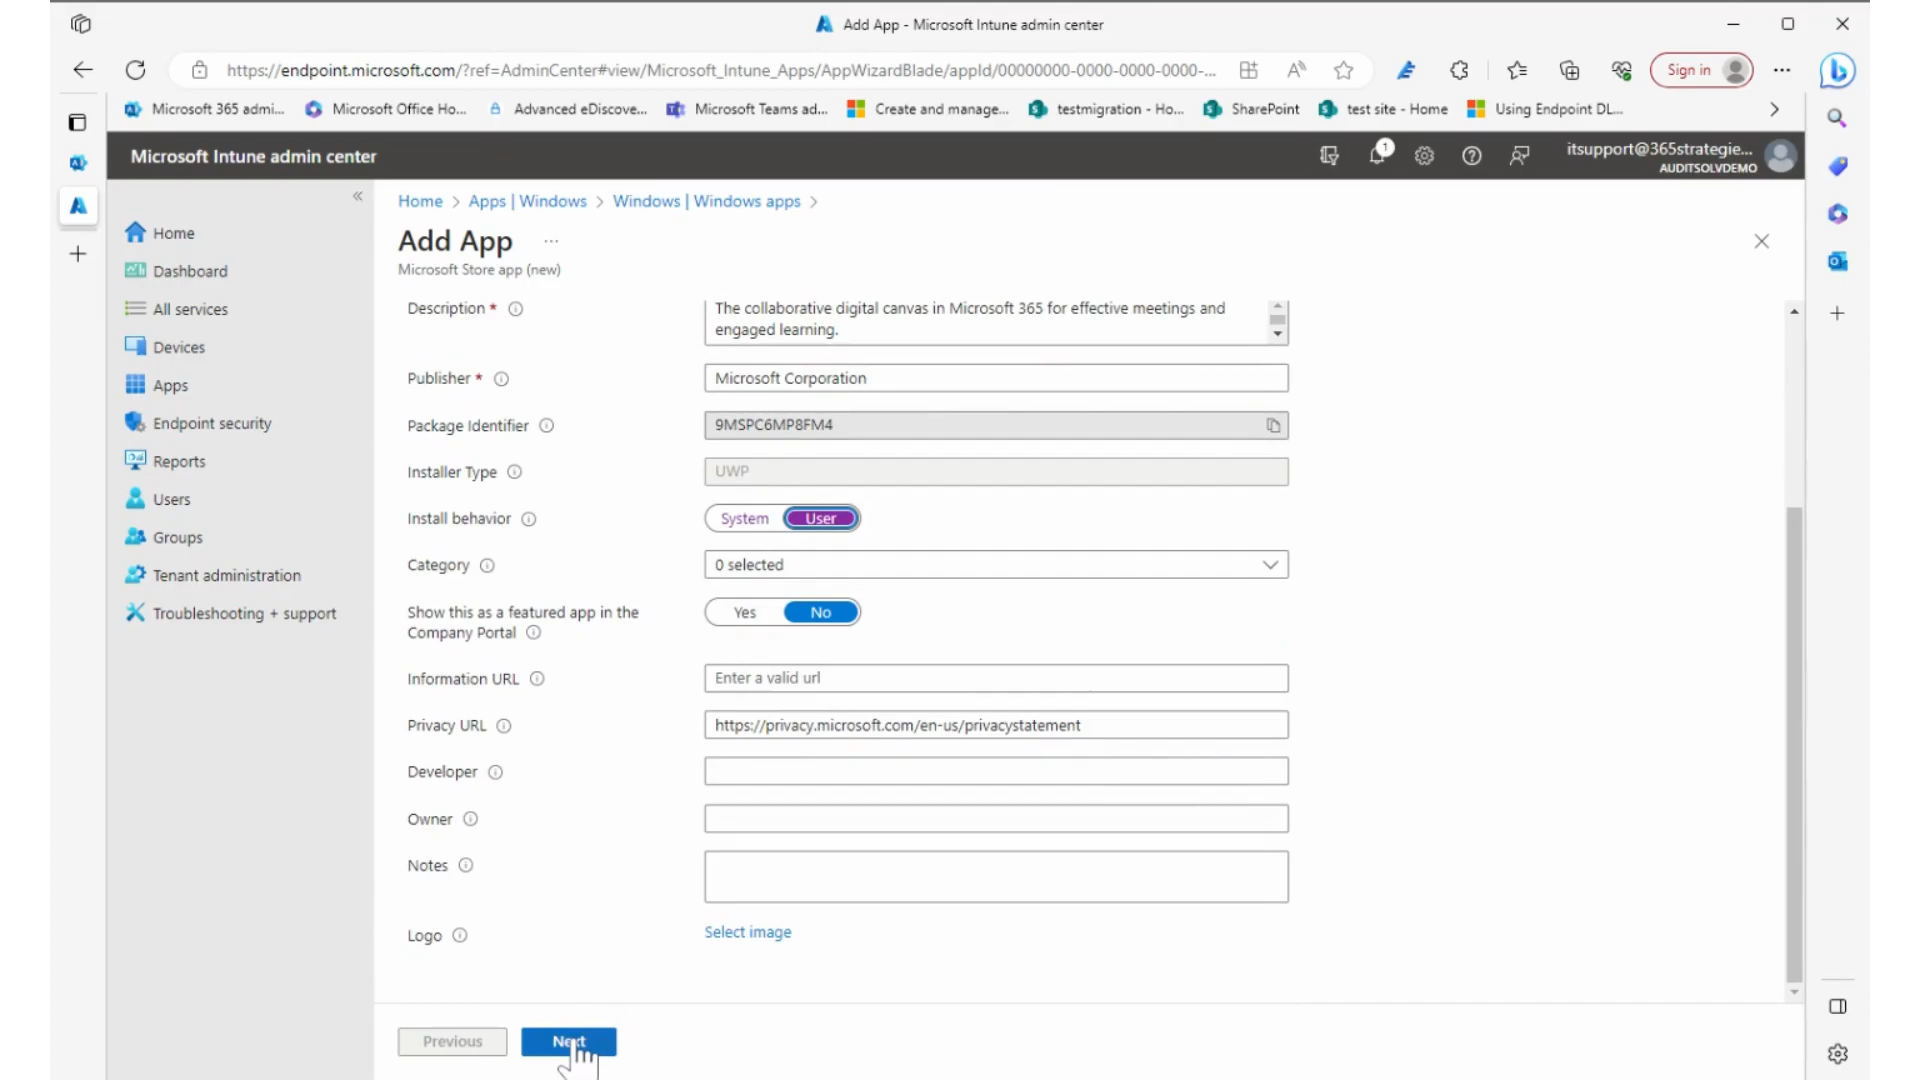 Add App - Microsoft Intune admin center
https://endpoint.microsoft.com/?ref=AdminCenter#view/Microsoft_Intune_Apps/AppWizardBlade/appId/00000000-0000-0000-0000-...
Sign in
Microsoft 365 admi...
Microsoft Office Ho...
Advanced eDiscove...
Microsoft Teams ad...
Create and manage...
testmigration - Ho...
SharePoint
test site - Home
Using Endpoint DL...
Microsoft Intune admin center
1
itsupport@365strategie...
AUDITSOLVDEMO
Home
Dashboard
All services
Devices
Apps
Endpoint security
Reports
Users
Groups
Tenant administration
Troubleshooting + support
Home > Apps | Windows > Windows | Windows apps >
Add App ...
Microsoft Store app (new)
Description *
The collaborative digital canvas in Microsoft 365 for effective meetings and
engaged learning.
Publisher *
Microsoft Corporation
Package Identifier
9MSPC6MP8FM4
Installer Type
UWP
Install behavior
System User
Category
0 selected
Show this as a featured app in the
Company Portal
Yes No
Information URL
Enter a valid url
Privacy URL
https://privacy.microsoft.com/en-us/privacystatement
Developer
Owner
Notes
Logo
Select image
Previous
Next